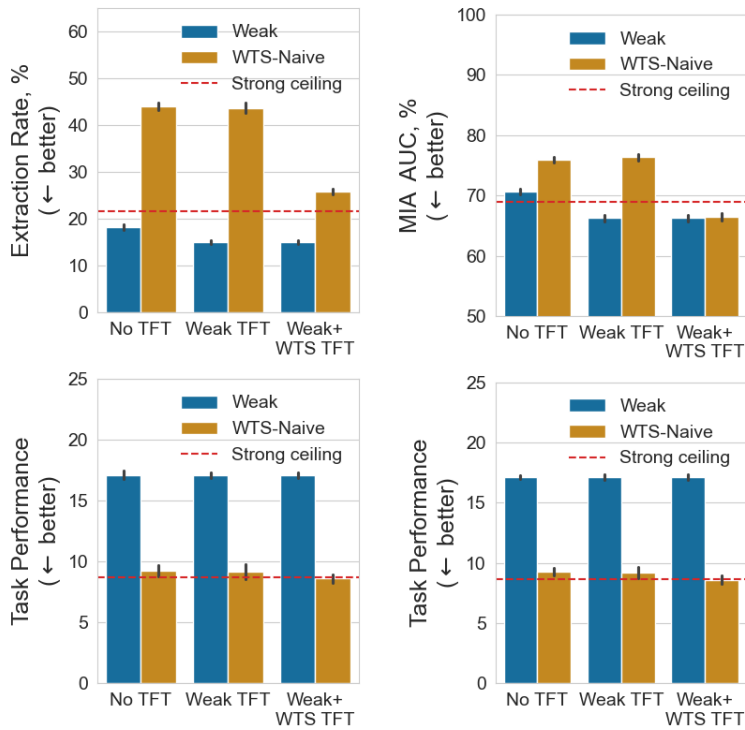 Extraction Rate, %
(← better)
60
50
40
30
20
10
0
Weak
WTS-Naive
Strong ceiling
No TFT
Weak TFT
Weak+
WTS TFT
MIA AUC, %
(← better)
100
90
80
70
60
50
Weak
WTS-Naive
Strong ceiling
No TFT
Weak TFT
Weak+
WTS TFT
Task Performance
(← better)
25
20
15
10
5
0
Weak
WTS-Naive
Strong ceiling
No TFT
Weak TFT
Weak+
WTS TFT
Task Performance
(← better)
25
20
15
10
5
0
Weak
WTS-Naive
Strong ceiling
No TFT
Weak TFT
Weak+
WTS TFT